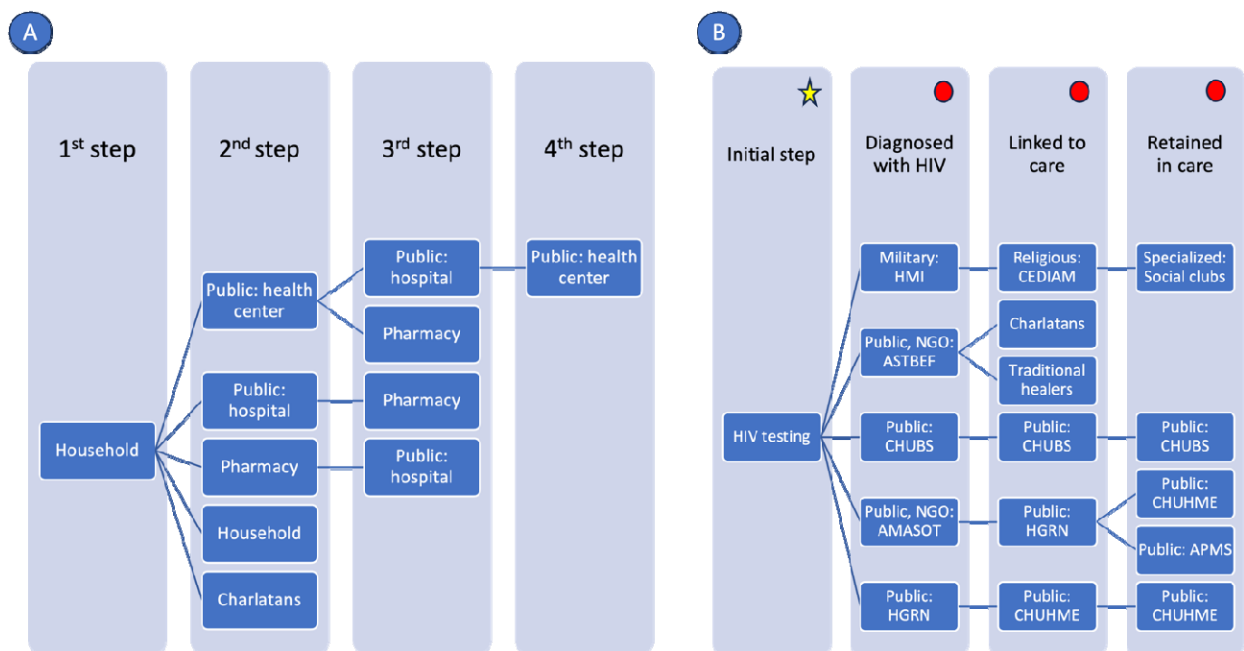 A
1st step
2nd step
3rd step
4th step
Household
Public: health
center
Public:
hospital
Pharmacy
Household
Charlatans
Public:
hospital
Pharmacy
Pharmacy
Public:
hospital
Public: health
center
B
Initial step
Diagnosed
with HIV
Linked to
care
Retained
in care
HIV testing
Military:
HMI
Religious:
CEDIAM
Specialized:
Social clubs
Public, NGO:
ASTBEF
Charlatans
Traditional
healers
Public:
CHUBS
Public:
CHUBS
Public:
CHUBS
Public, NGO:
AMASOT
Public:
HGRN
Public:
CHUHME
Public: APMS
Public:
HGRN
Public:
CHUHME
Public:
CHUHME